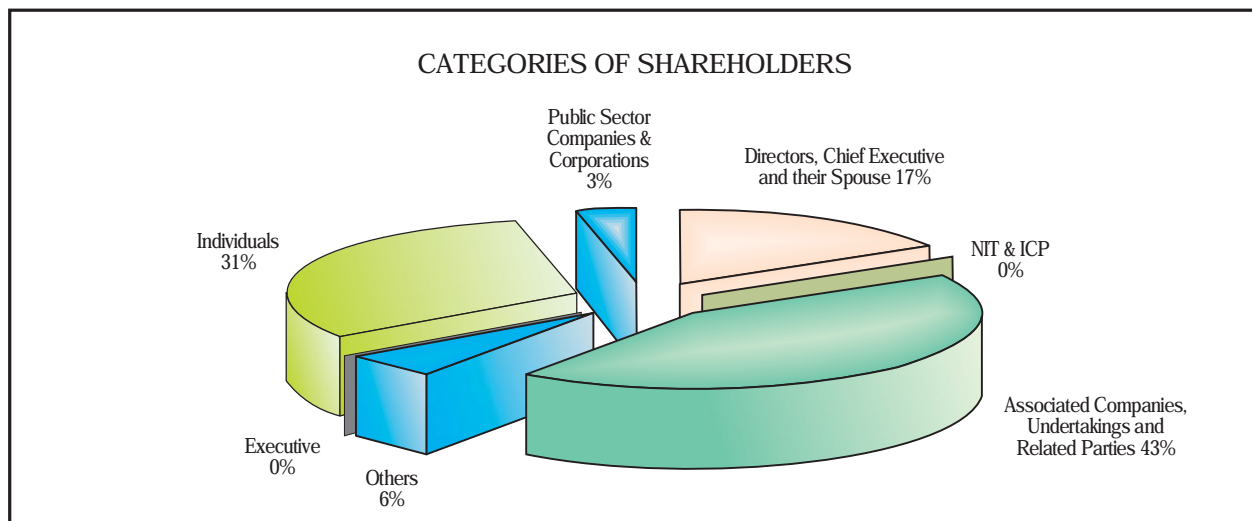 CATEGORIES OF SHAREHOLDERS
Public Sector
Companies &
Corporations
3%
Directors, Chief Executive
and their Spouse 17%
NIT & ICP
0%
Individuals
31%
Associated Companies,
Undertakings and
Related Parties 43%
Executive
0%
Others
6%